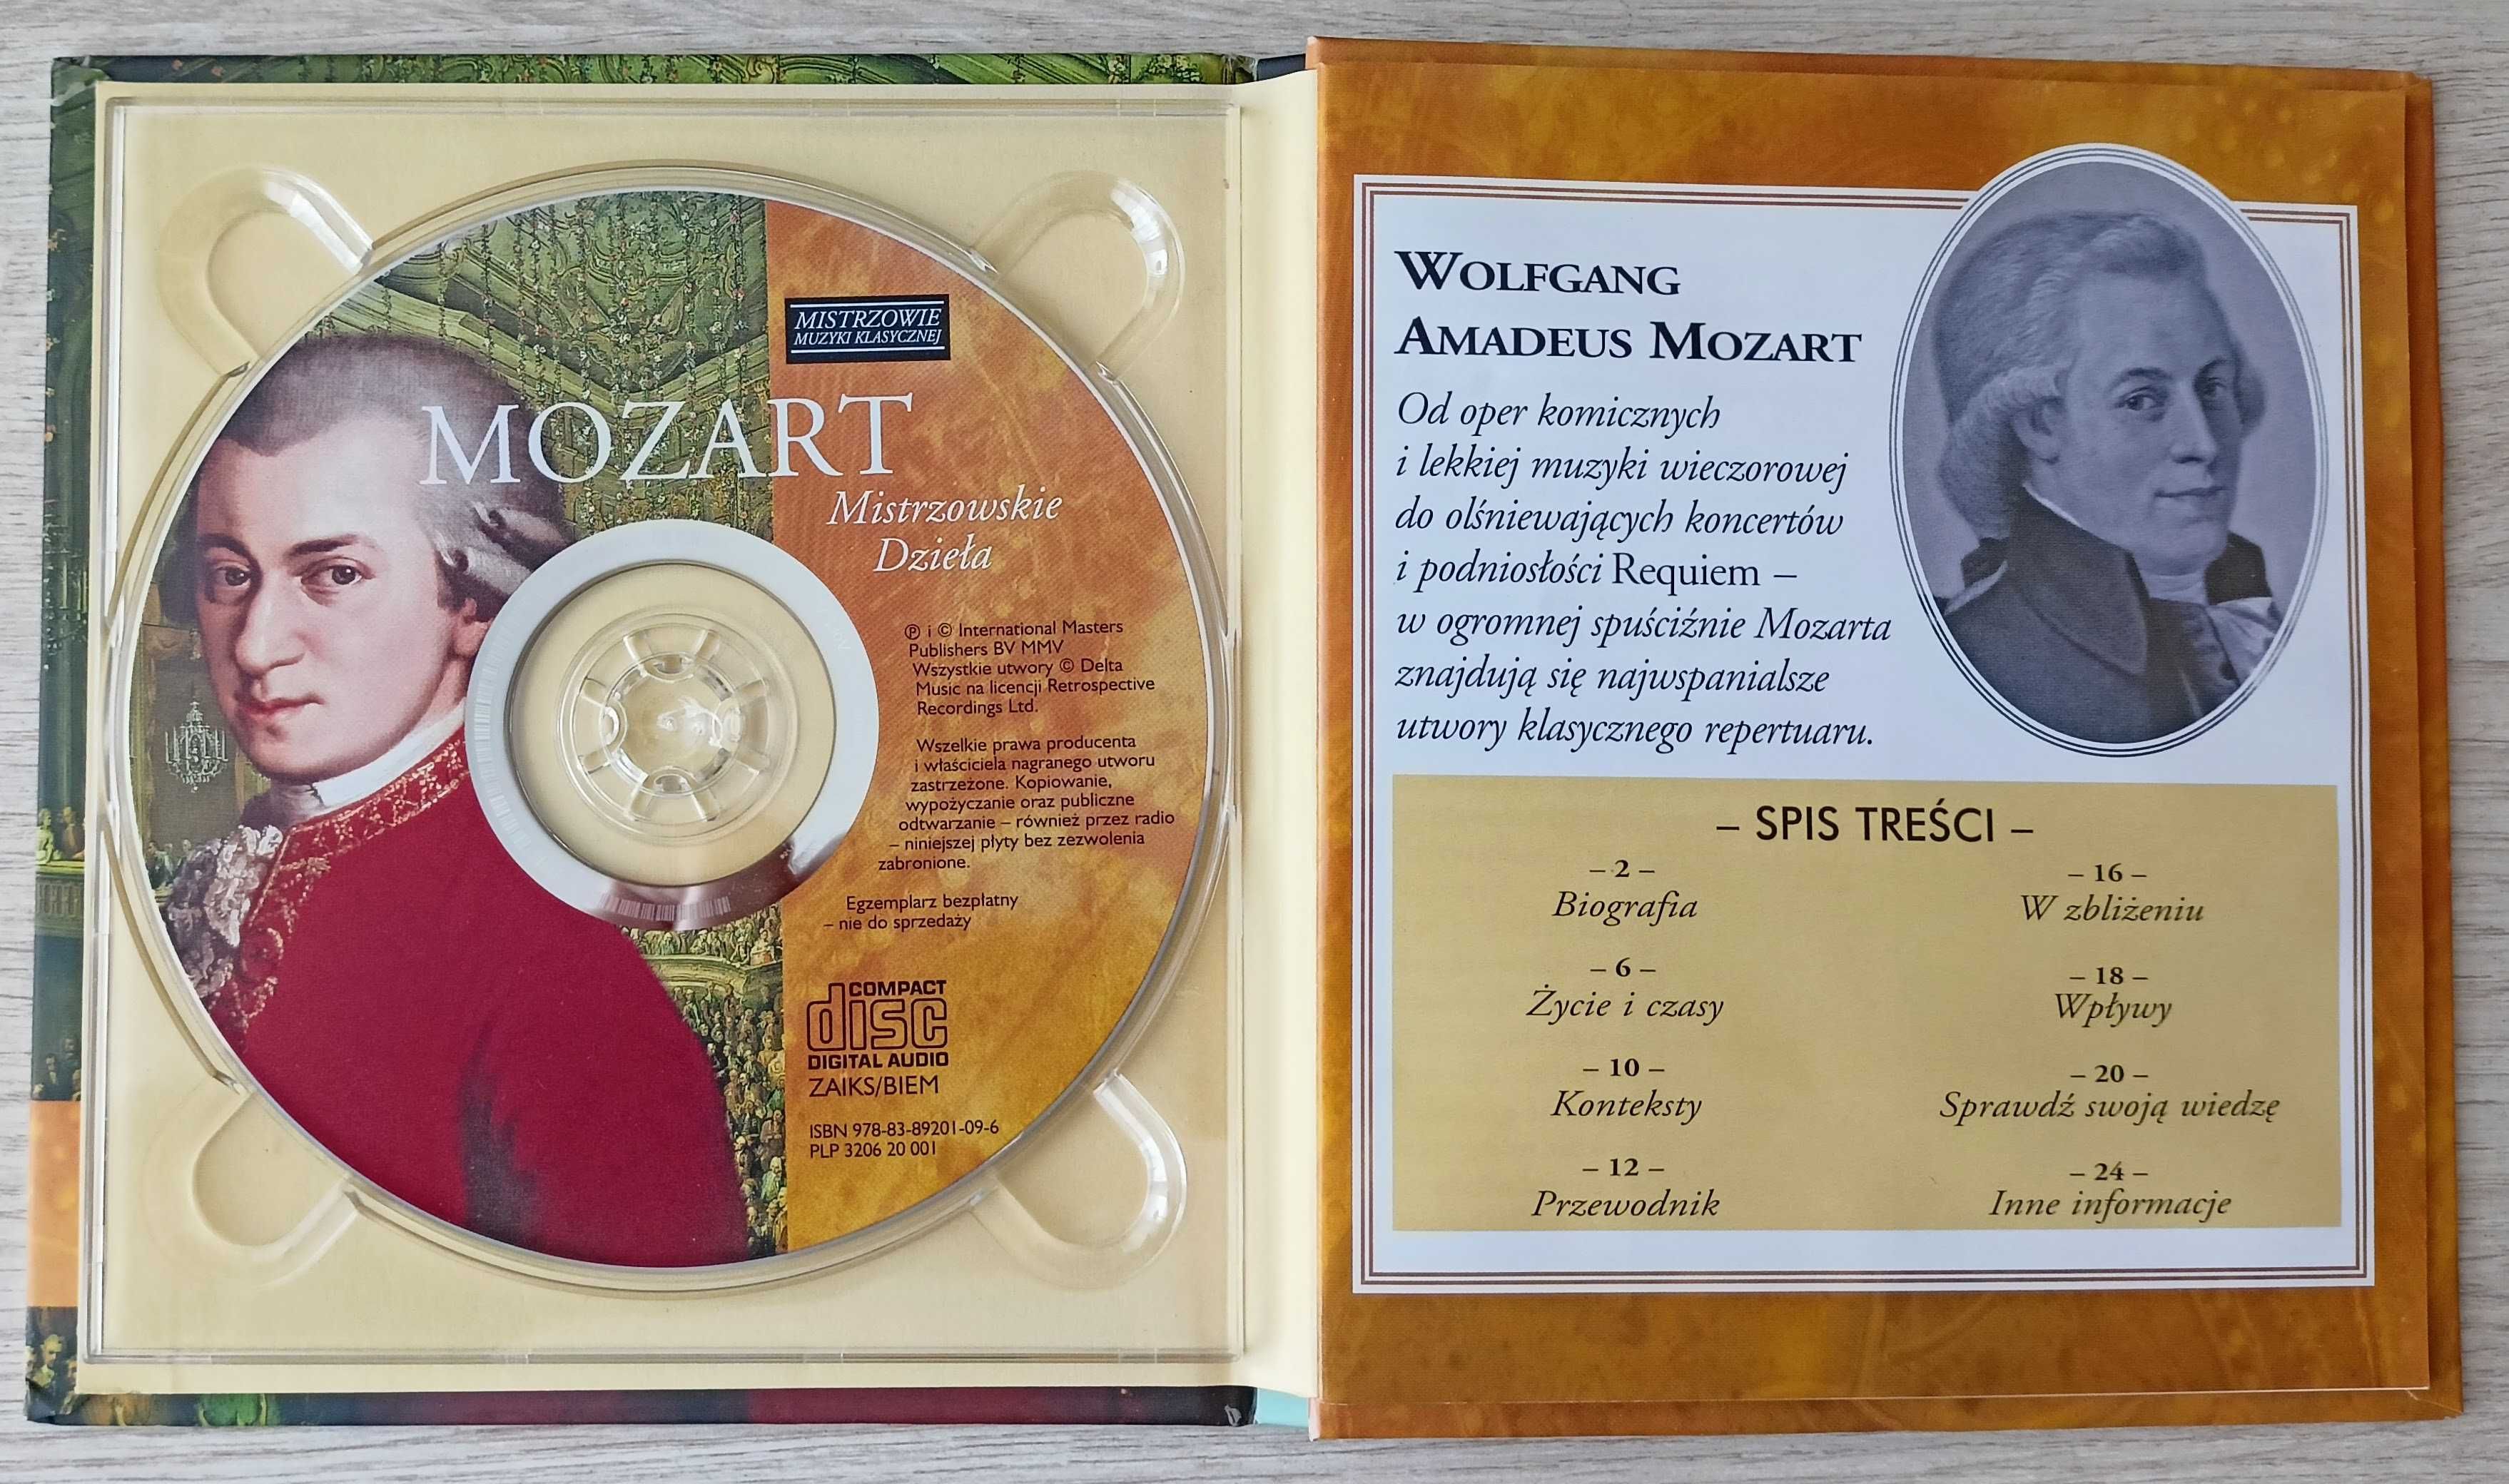 MISTRZOWIE
MUZYKI KLASYCZNEJ
MOZART
Mistrzowskie
Dzieła
℗ i © International Masters
Publishers BV MMV
Wszystkie utwory © Delta
Music na licencji Retrospective
Recordings Ltd.
Wszelkie prawa producenta
i właściciela nagranego utworu
zastrzeżone. Kopiowanie,
wypożyczanie oraz publiczne
odtwarzanie – również przez radio
– niniejszej płyty bez zezwolenia
zabronione.
Egzemplarz bezpłatny
– nie do sprzedaży
COMPACT
disc
DIGITAL AUDIO
ZAIKS/BIEM
ISBN 978-83-89201-09-6
PLP 3206 20 001
WOLFGANG
AMADEUS MOZART
Od oper komicznych
i lekkiej muzyki wieczorowej
do olśniewających koncertów
i podniosłości Requiem –
w ogromnej spuściźnie Mozarta
znajdują się najwspanialsze
utwory klasycznego repertuaru.
– SPIS TREŚCI –
– 2 –
Biografia
– 6 –
Życie i czasy
– 10 –
Konteksty
– 12 –
Przewodnik
– 16 –
W zbliżeniu
– 18 –
Wpływy
– 20 –
Sprawdź swoją wiedzę
– 24 –
Inne informacje